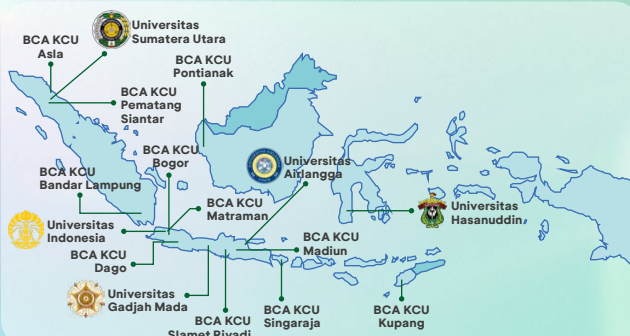 Universitas
Sumatera Utara
BCA KCU
Asla
BCA KCU
Pontianak
BCA KCU
Pematang
Siantar
BCA KCU
Bogor
Universitas
Airlangga
BCA KCU
Bandar Lampung
BCA KCU
Matraman
Universitas
Hasanuddin
Universitas
Indonesia
BCA KCU
Madiun
BCA KCU
Dago
Universitas
Gadjah Mada
BCA KCU
Singaraja
BCA KCU
Kupang
BCA KCU
Slamet Riyadi